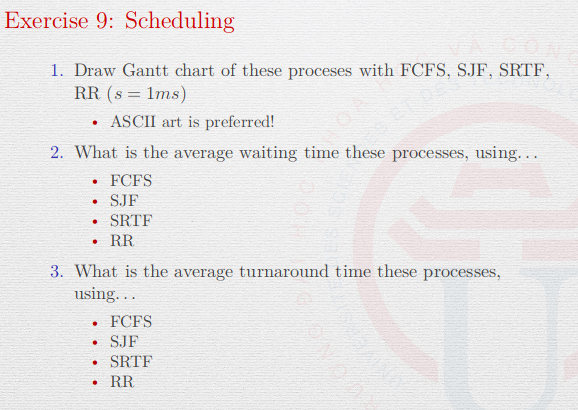 Exercise 9: Scheduling
1. Draw Gantt chart of these proceses with FCFS, SJF, SRTF,
RR (s = 1ms)
• ASCII art is preferred!
2. What is the average waiting time these processes, using...
• FCFS
• SJF
• SRTF
• RR
3. What is the average turnaround time these processes,
using...
• FCFS
• SJF
• SRTF
• RR